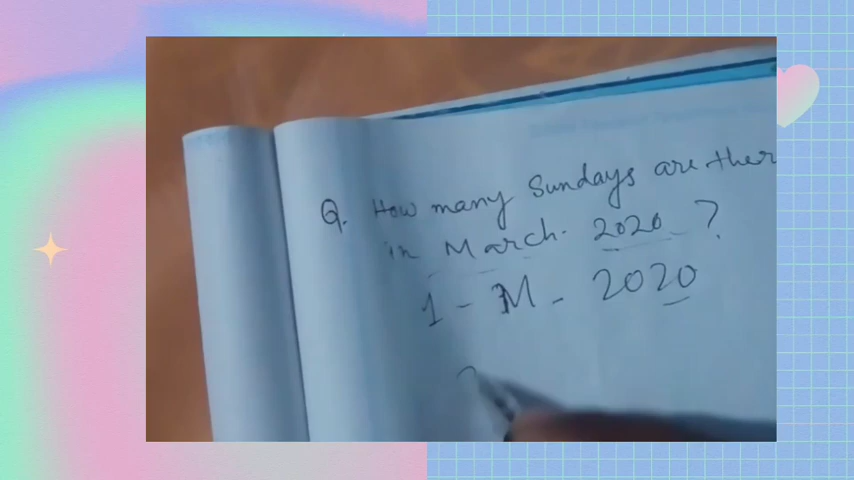 Q. How many Sundays are ther
in March. 2020 ?
1 - M - 2020